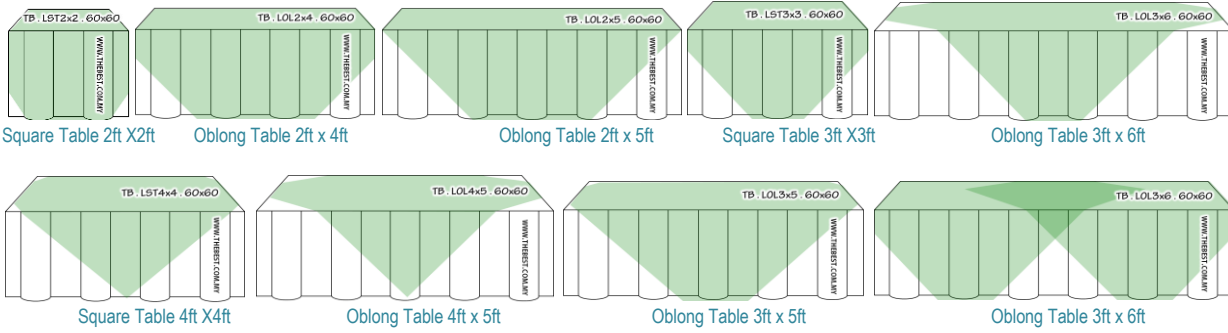 TB . LST2x2 . 60x60
WWW.THEBEST.COM.MY
Square Table 2ft X2ft
TB . LOL2x4 . 60x60
WWW.THEBEST.COM.MY
Oblong Table 2ft x 4ft
TB . LOL2x5 . 60x60
WWW.THEBEST.COM.MY
Oblong Table 2ft x 5ft
TB . LST3x3 . 60x60
WWW.THEBEST.COM.MY
Square Table 3ft X3ft
TB . LOL3x6 . 60x60
WWW.THEBEST.COM.MY
Oblong Table 3ft x 6ft
TB . LST4x4 . 60x60
WWW.THEBEST.COM.MY
Square Table 4ft X4ft
TB . LOL4x5 . 60x60
WWW.THEBEST.COM.MY
Oblong Table 4ft x 5ft
TB . LOL3x5 . 60x60
WWW.THEBEST.COM.MY
Oblong Table 3ft x 5ft
TB . LOL3x6 . 60x60
WWW.THEBEST.COM.MY
Oblong Table 3ft x 6ft